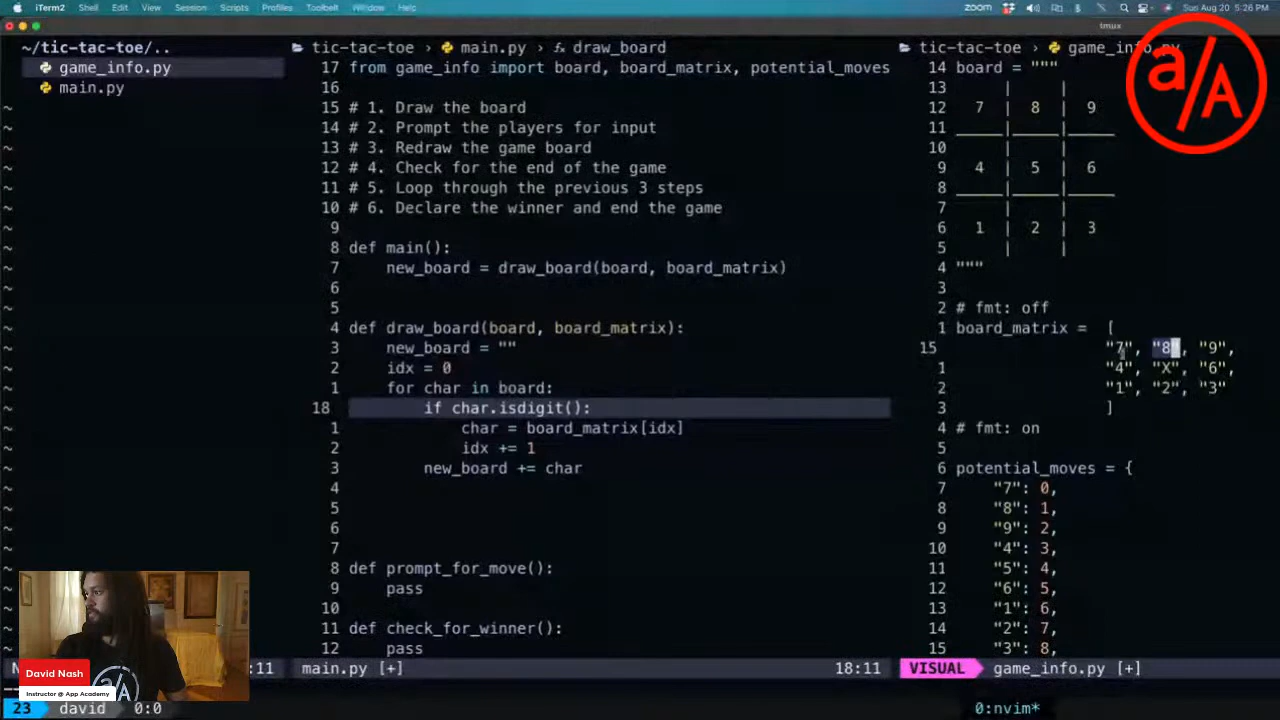 iTerm2 Shell Edit View Session Scripts Profiles Toolbelt Window Help
zoom Sun Aug 20 5:26 PM
tmux
~/tic-tac-toe/..
game_info.py
main.py
tic-tac-toe › main.py › draw_board
17 from game_info import board, board_matrix, potential_moves
16
15 # 1. Draw the board
14 # 2. Prompt the players for input
13 # 3. Redraw the game board
12 # 4. Check for the end of the game
11 # 5. Loop through the previous 3 steps
10 # 6. Declare the winner and end the game
9
8 def main():
7 new_board = draw_board(board, board_matrix)
6
5
4 def draw_board(board, board_matrix):
3 new_board = ""
2 idx = 0
1 for char in board:
18 if char.isdigit():
1 char = board_matrix[idx]
2 idx += 1
3 new_board += char
4
5
6
7
8 def prompt_for_move():
9 pass
10
11 def check_for_winner():
12 pass
main.py [+] 18:11
tic-tac-toe › game_info.py
14 board = """
13 | |
12 7 | 8 | 9
11 _____|_____|_____
10 | |
9 4 | 5 | 6
8 _____|_____|_____
7 | |
6 1 | 2 | 3
5 | |
4 """
3
2 # fmt: off
1 board_matrix = [
15 "7", "8", "9",
1 "4", "X", "6",
2 "1", "2", "3"
3 ]
4 # fmt: on
5
6 potential_moves = {
7 "7": 0,
8 "8": 1,
9 "9": 2,
10 "4": 3,
11 "5": 4,
12 "6": 5,
13 "1": 6,
14 "2": 7,
15 "3": 8,
VISUAL game_info.py [+]
a/A
David Nash
Instructor @ App Academy
:11
23 david 0:0
0:nvim*